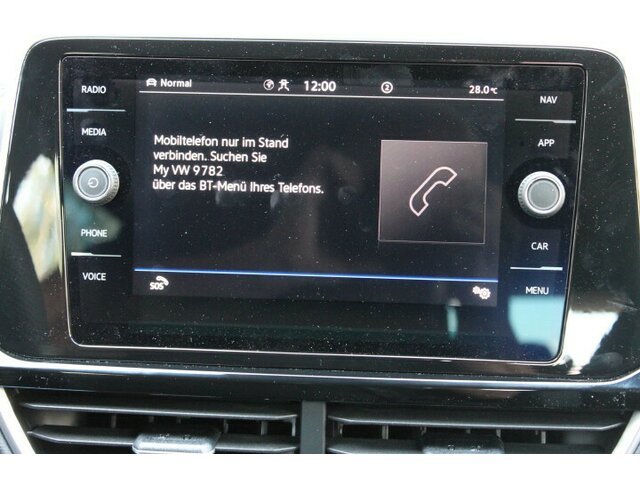 RADIO
MEDIA
PHONE
VOICE
Normal
12:00
2
28.0°C
Mobiltelefon nur im Stand
verbinden. Suchen Sie
My VW 9782
über das BT-Menü Ihres Telefons.
SOS
NAV
APP
CAR
MENU